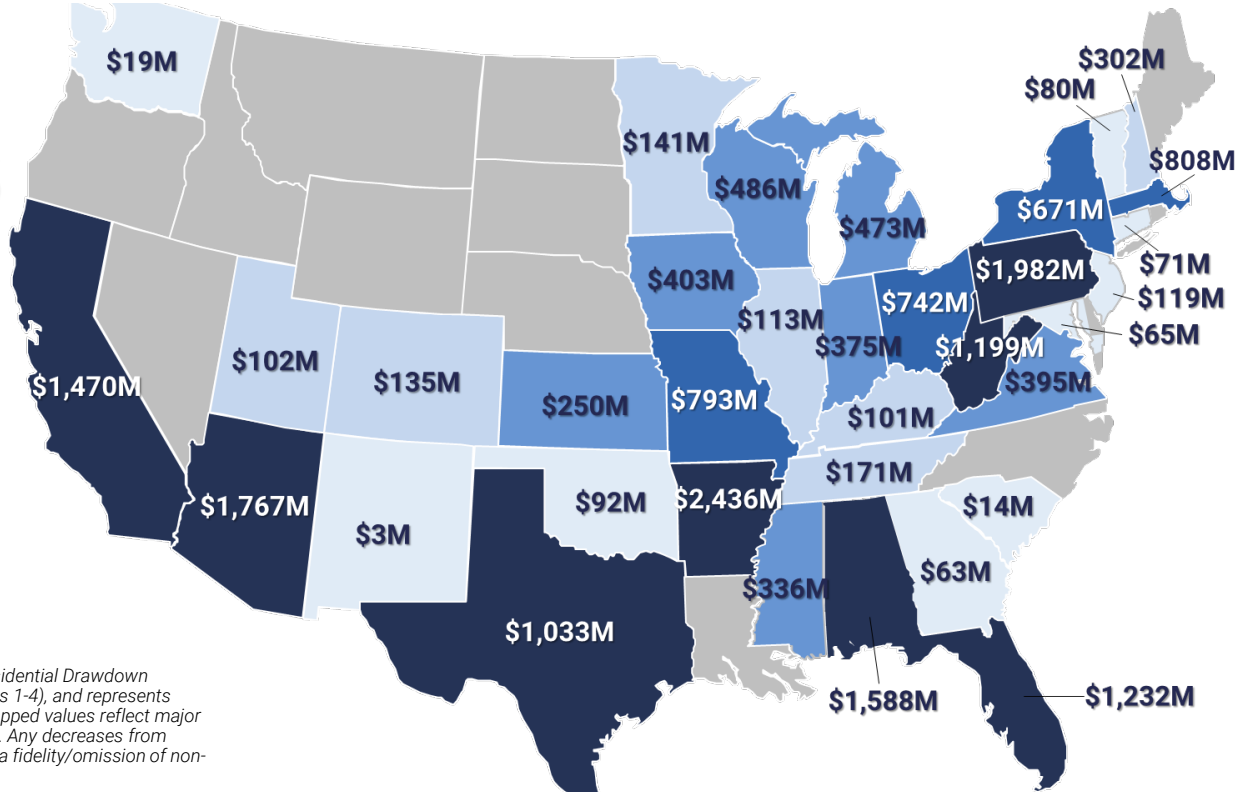 $19M
$302M
$80M
$141M
$808M
$486M
$671M
$473M
$1,982M
$71M
$403M
$119M
$742M
$113M
$65M
$375M
$1,199M
$102M
$135M
$1,470M
$395M
$250M
$793M
$101M
$171M
$1,767M
$92M
$2,436M
$14M
$3M
$63M
$336M
$1,033M
$1,588M
$1,232M
sidential Drawdown
s 1-4), and represents
pped values reflect major
. Any decreases from
a fidelity/omission of non-